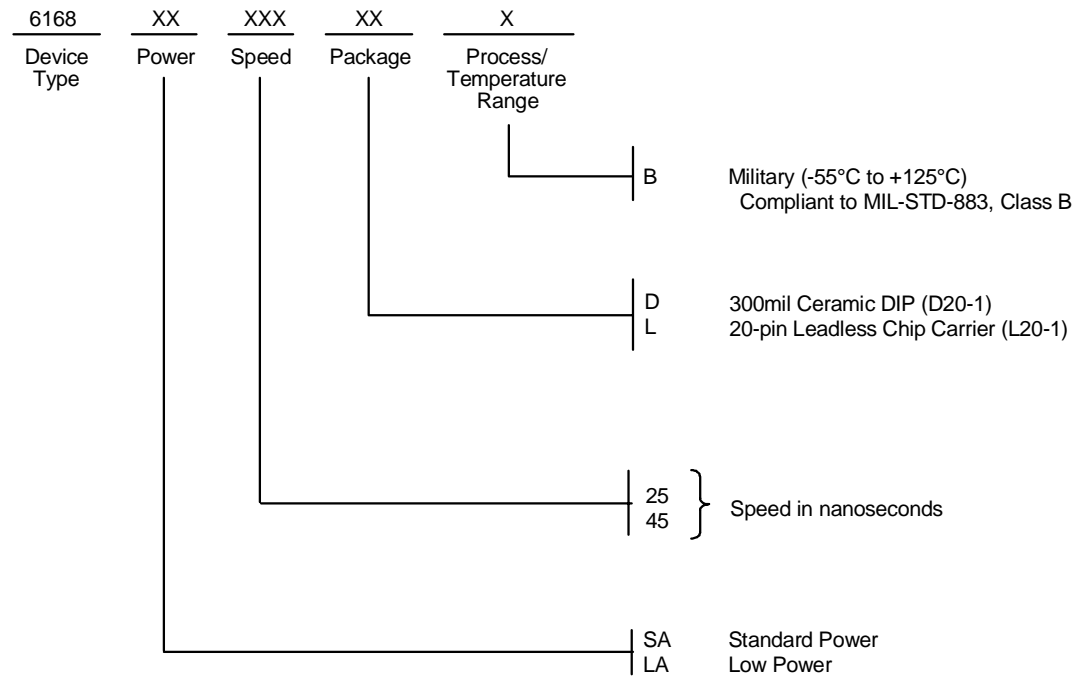 6168 XX XXX XX X
Device Type Power Speed Package Process/ Temperature Range
B Military (-55°C to +125°C)
Compliant to MIL-STD-883, Class B
D 300mil Ceramic DIP (D20-1)
L 20-pin Leadless Chip Carrier (L20-1)
25
45
Speed in nanoseconds
SA Standard Power
LA Low Power